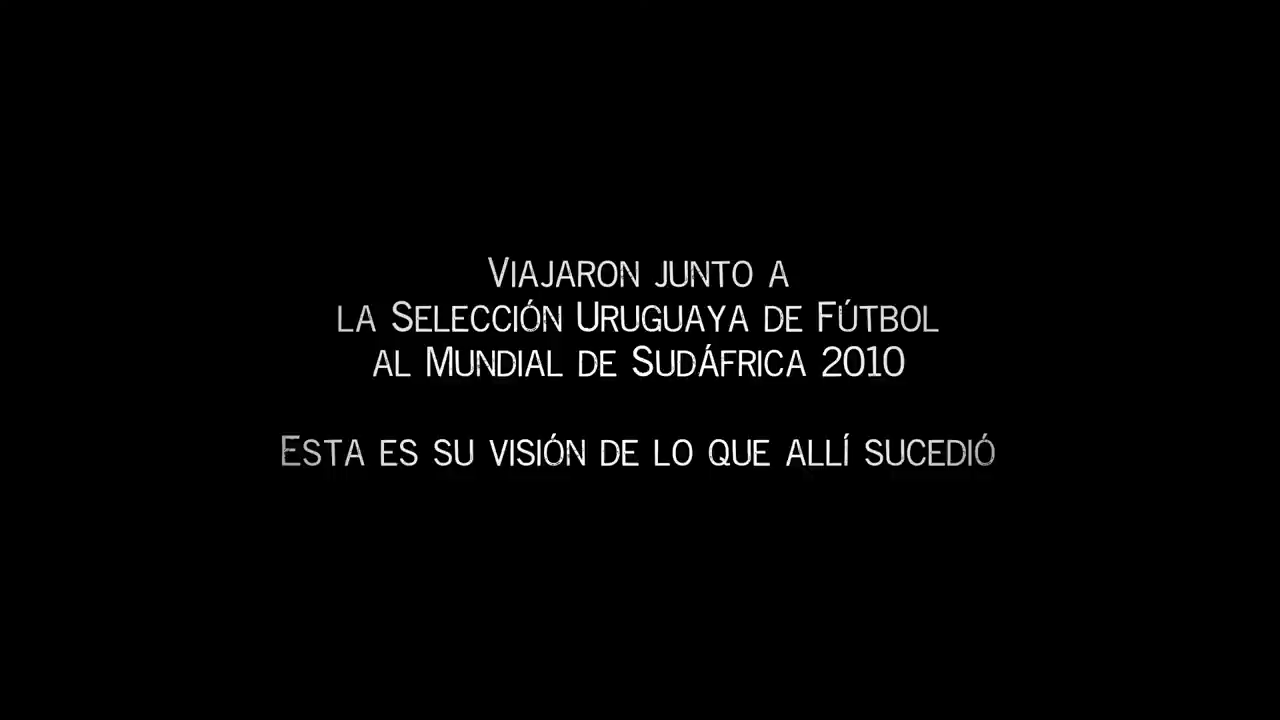 Viajaron junto a
la Selección Uruguaya de Fútbol
al Mundial de Sudáfrica 2010
Esta es su visión de lo que allí sucedió